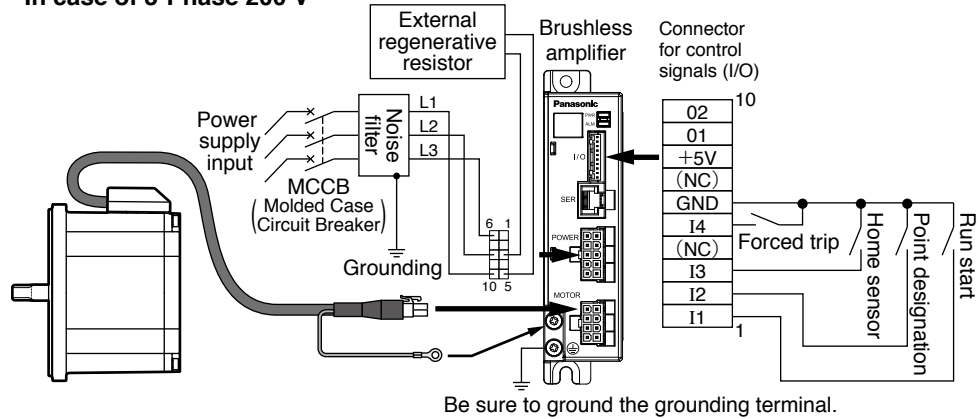 in case of 3 Phase 200 V
External
regenerative
resistor
Brushless
amplifier
Connector
for control
signals (I/O)
Power
supply
input
Noise
filter
L1
L2
L3
MCCB
(Molded Case
Circuit Breaker)
Grounding
6 1
10 5
Panasonic
PWR
ALM
I/O
SER
POWER
MOTOR
10
02
01
+5V
(NC)
GND
I4
(NC)
I3
I2
I1
1
Forced trip
Home sensor
Point designation
Run start
Be sure to ground the grounding terminal.